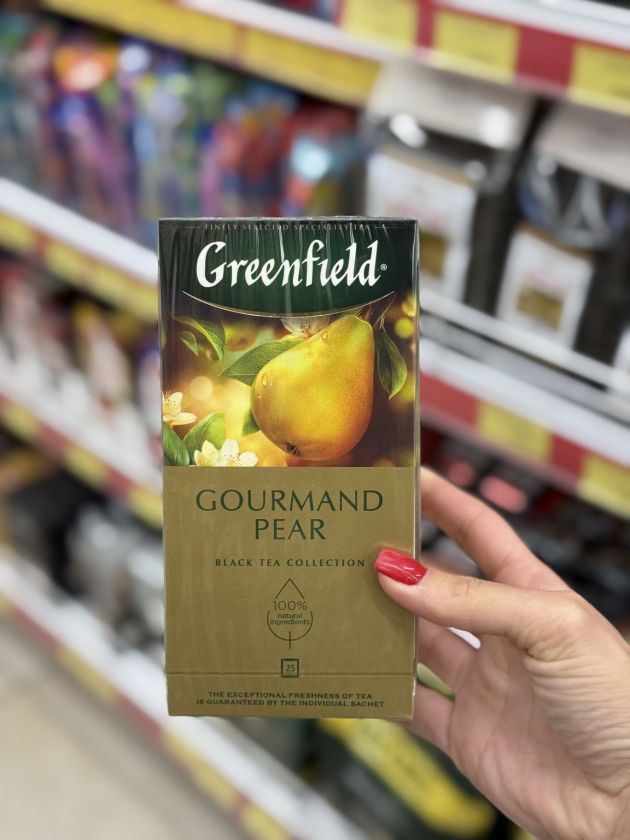 FINELY SELECTED SPECIALITY TEA
Greenfield®
GOURMAND
PEAR
BLACK TEA COLLECTION
100%
natural
ingredients
25
THE EXCEPTIONAL FRESHNESS OF TEA
IS GUARANTEED BY THE INDIVIDUAL SACHET